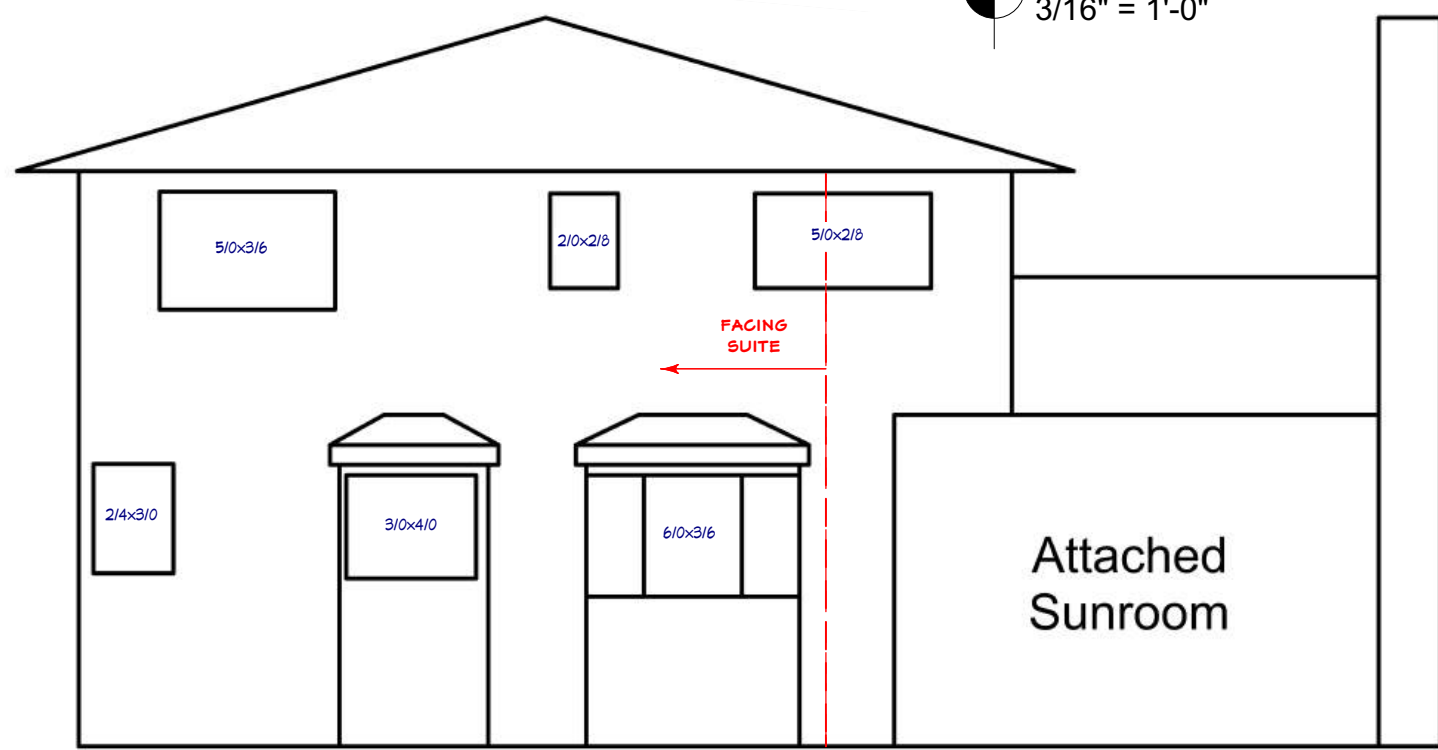 3/16" = 1'-0"
5/0x3/6
2/0x2/8
5/0x2/8
FACING
SUITE
2/4x3/0
3/0x4/0
6/0x3/6
Attached
Sunroom